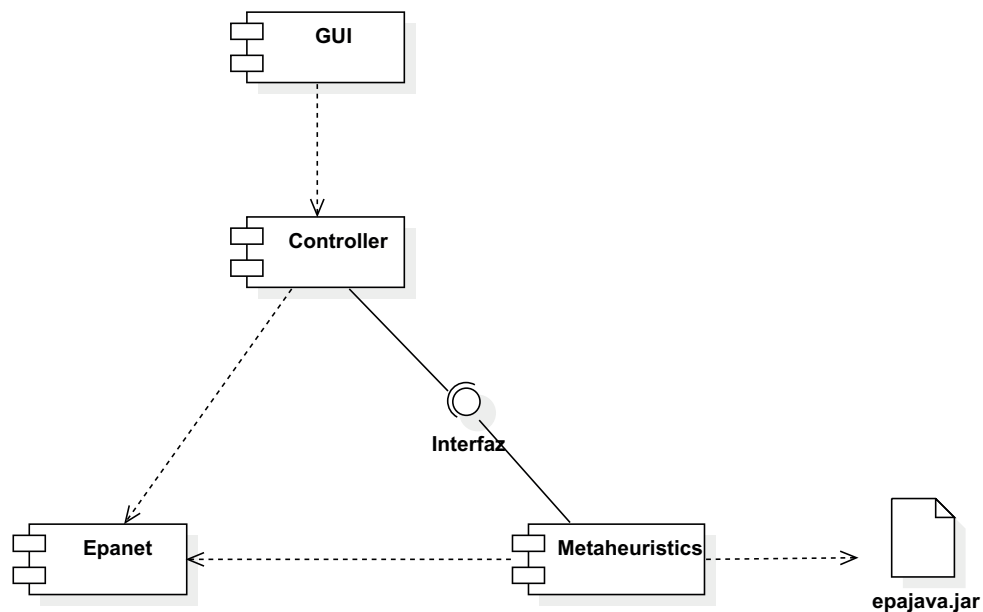 GUI
Controller
Interfaz
Epanet
Metaheuristics
epajava.jar